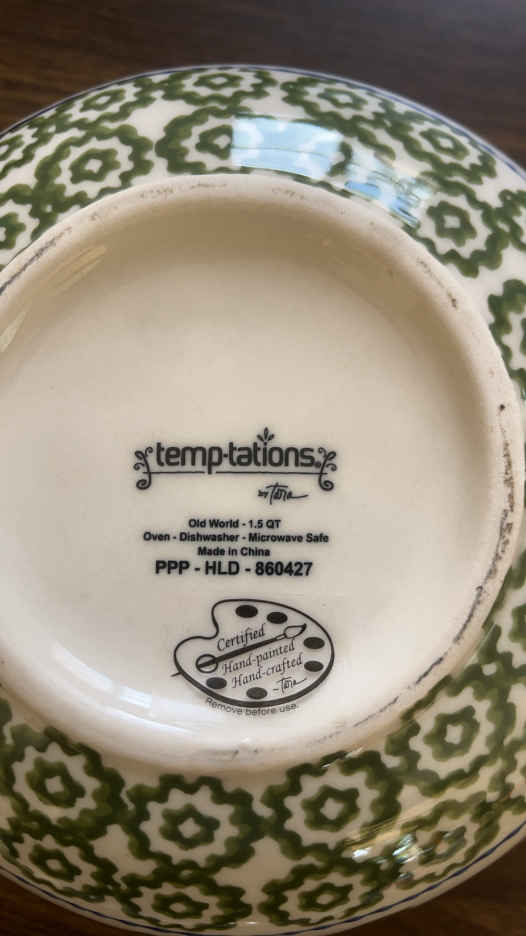 temp-tations®
by Tara
Old World - 1.5 QT
Oven - Dishwasher - Microwave Safe
Made in China
PPP - HLD - 860427
Certified
Hand-painted
Hand-crafted
~Tara
Remove before use.